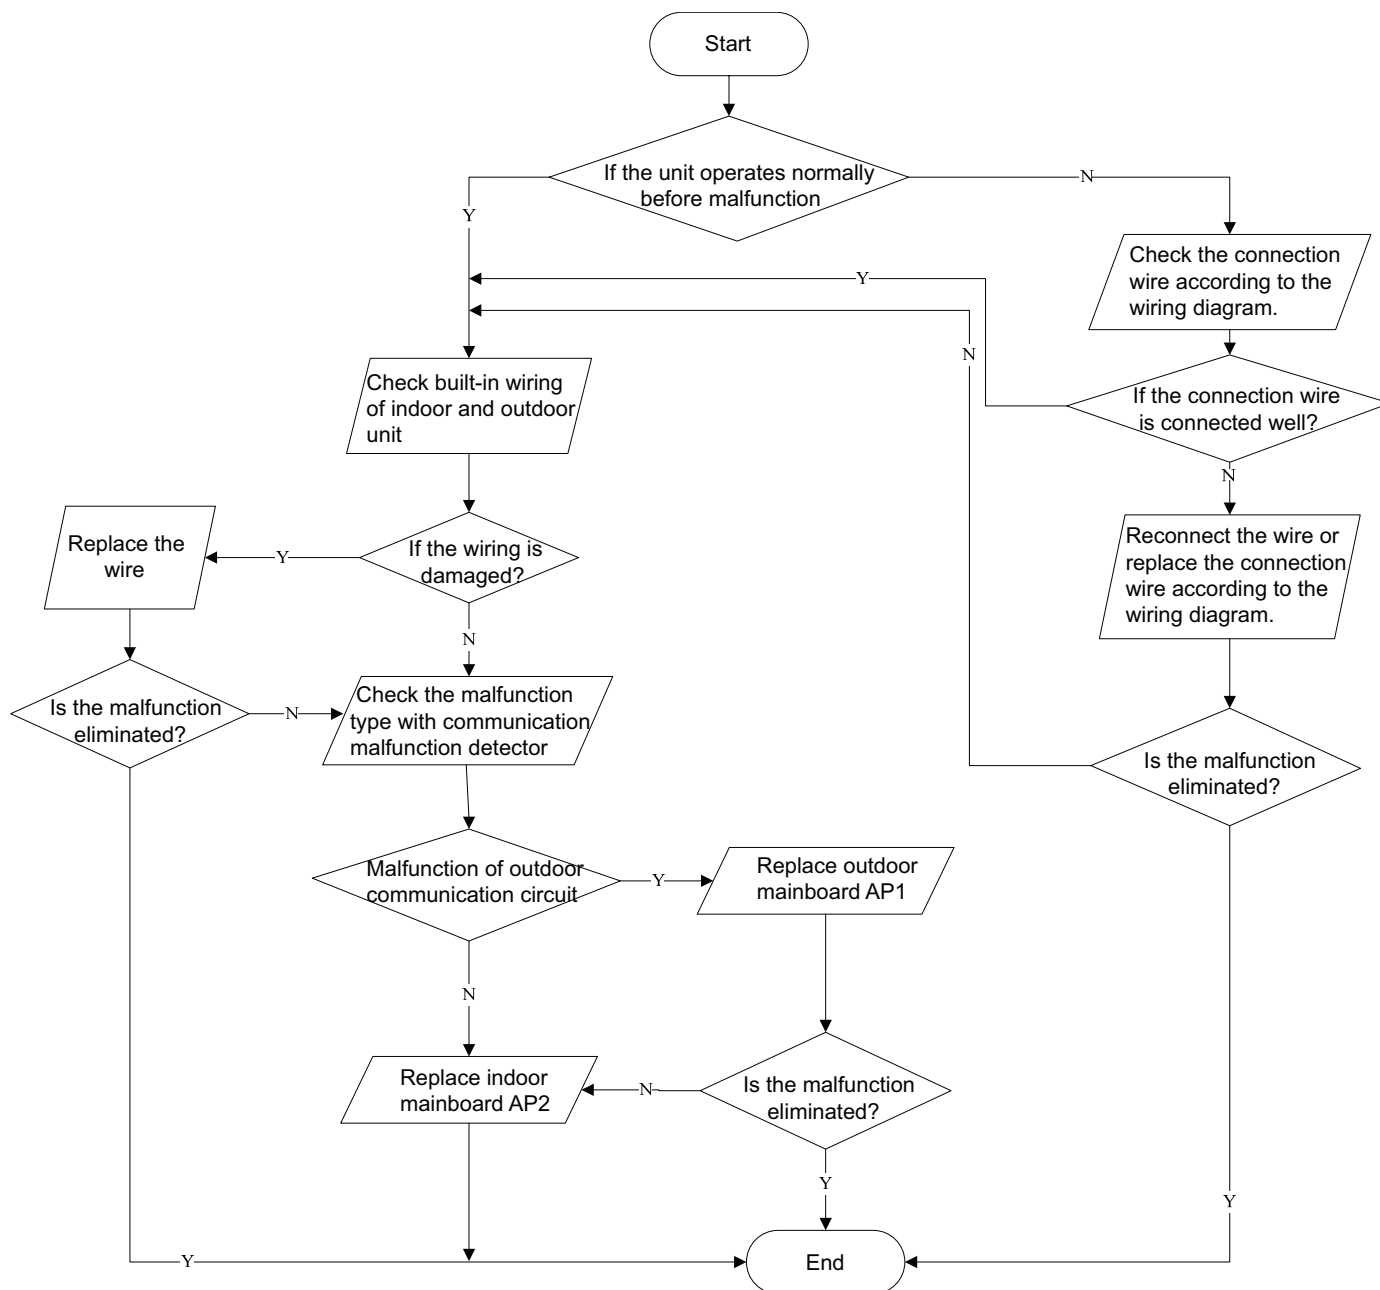 Start
If the unit operates normally
before malfunction
N
Y
Check the connection
wire according to the
wiring diagram.
Y
N
Check built-in wiring
of indoor and outdoor
unit
If the connection wire
is connected well?
N
Replace the
wire
Y
If the wiring is
damaged?
Reconnect the wire or
replace the connection
wire according to the
wiring diagram.
N
Is the malfunction
eliminated?
N
Check the malfunction
type with communication
malfunction detector
Is the malfunction
eliminated?
Malfunction of outdoor
communication circuit
Y
Replace outdoor
mainboard AP1
N
Replace indoor
mainboard AP2
N
Is the malfunction
eliminated?
Y
Y
Y
End